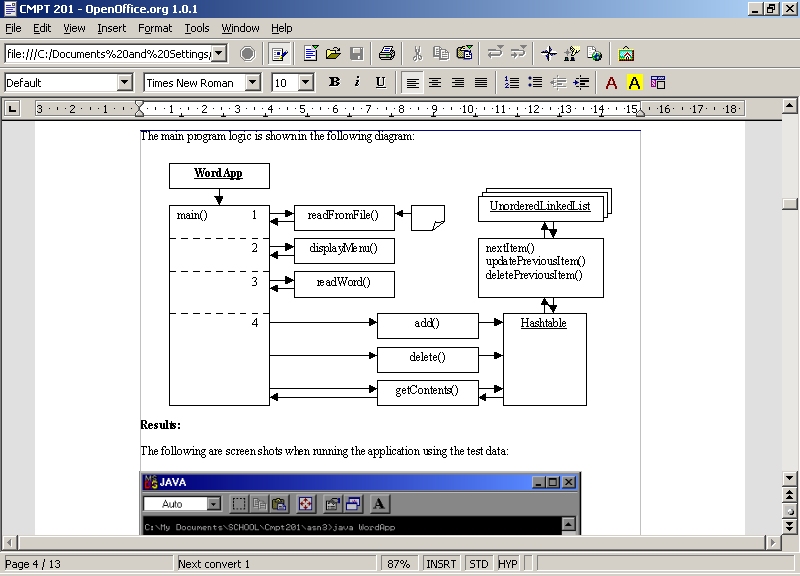 CMPT 201 - OpenOffice.org 1.0.1
File Edit View Insert Format Tools Window Help
file:///C:/Documents%20and%20Settings/
Default Times New Roman 10 B i U A A
3 2 1 1 2 3 4 5 6 7 8 9 10 11 12 13 14 15 16 17 18
The main program logic is shown in the following diagram:
WordApp
main() 1 readFromFile()
UnorderedLinkedList
2 displayMenu()
nextItem()
updatePreviousItem()
deletePreviousItem()
3 readWord()
4 add() Hashtable
delete()
getContents()
Results:
The following are screen shots when running the application using the test data:
JAVA
Auto A
C:\My Documents\SCHOOL\Cmpt201\asn3>java WordApp
Page 4 / 13 Next convert 1 87% INSRT STD HYP